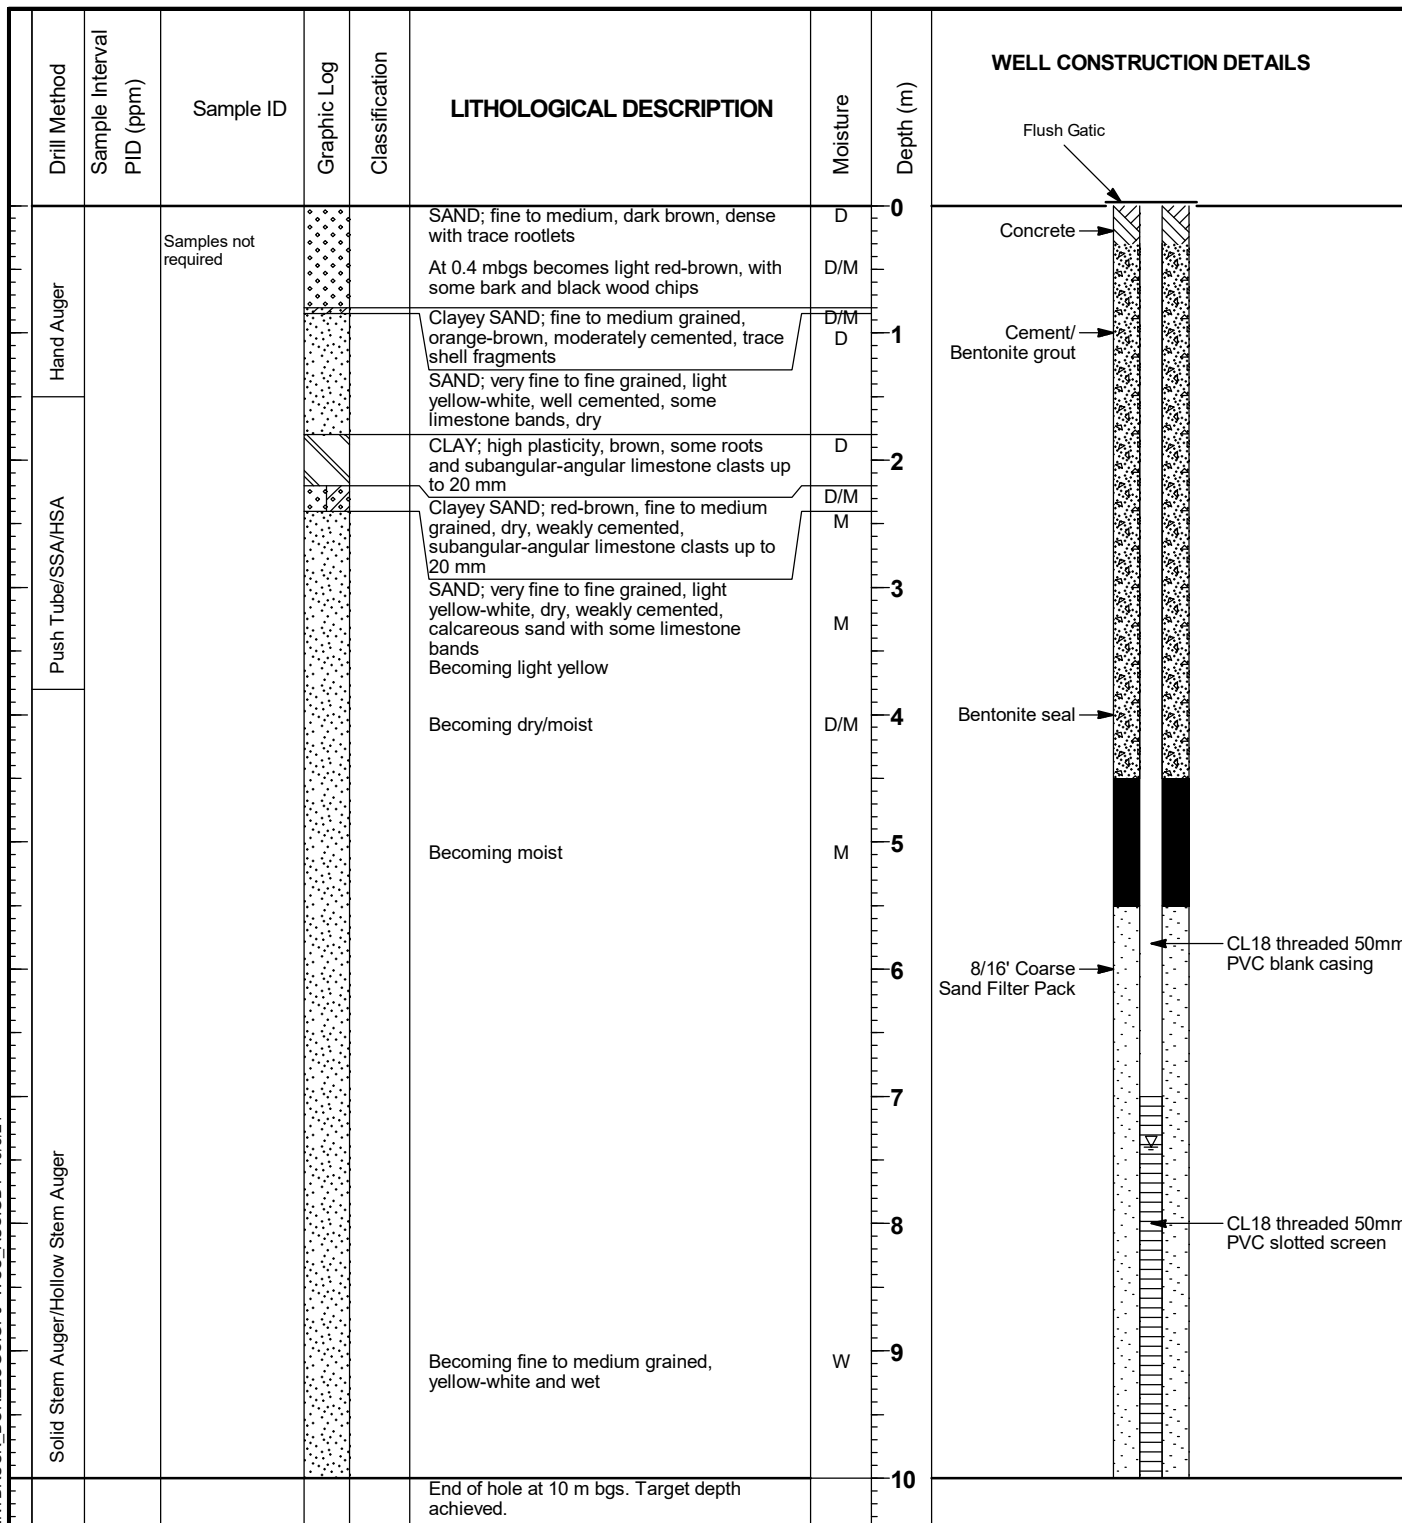 Drill Method
Sample Interval
PID (ppm)
Sample ID
Graphic Log
Classification
LITHOLOGICAL DESCRIPTION
Moisture
Depth (m)
WELL CONSTRUCTION DETAILS
Flush Gatic
Hand Auger
Push Tube/SSA/HSA
Solid Stem Auger/Hollow Stem Auger
Samples not
required
SAND; fine to medium, dark brown, dense
with trace rootlets
At 0.4 mbgs becomes light red-brown, with
some bark and black wood chips
Clayey SAND; fine to medium grained,
orange-brown, moderately cemented, trace
shell fragments
SAND; very fine to fine grained, light
yellow-white, well cemented, some
limestone bands, dry
CLAY; high plasticity, brown, some roots
and subangular-angular limestone clasts up
to 20 mm
Clayey SAND; red-brown, fine to medium
grained, dry, weakly cemented,
subangular-angular limestone clasts up to
20 mm
SAND; very fine to fine grained, light
yellow-white, dry, weakly cemented,
calcareous sand with some limestone
bands
Becoming light yellow
Becoming dry/moist
Becoming moist
Becoming fine to medium grained,
yellow-white and wet
End of hole at 10 m bgs. Target depth
achieved.
D
D/M
D/M
D
D
D/M
M
M
D/M
M
W
0
1
2
3
4
5
6
7
8
9
10
Concrete
Cement/
Bentonite grout
Bentonite seal
8/16' Coarse
Sand Filter Pack
CL18 threaded 50mm
PVC blank casing
CL18 threaded 50mm
PVC slotted screen